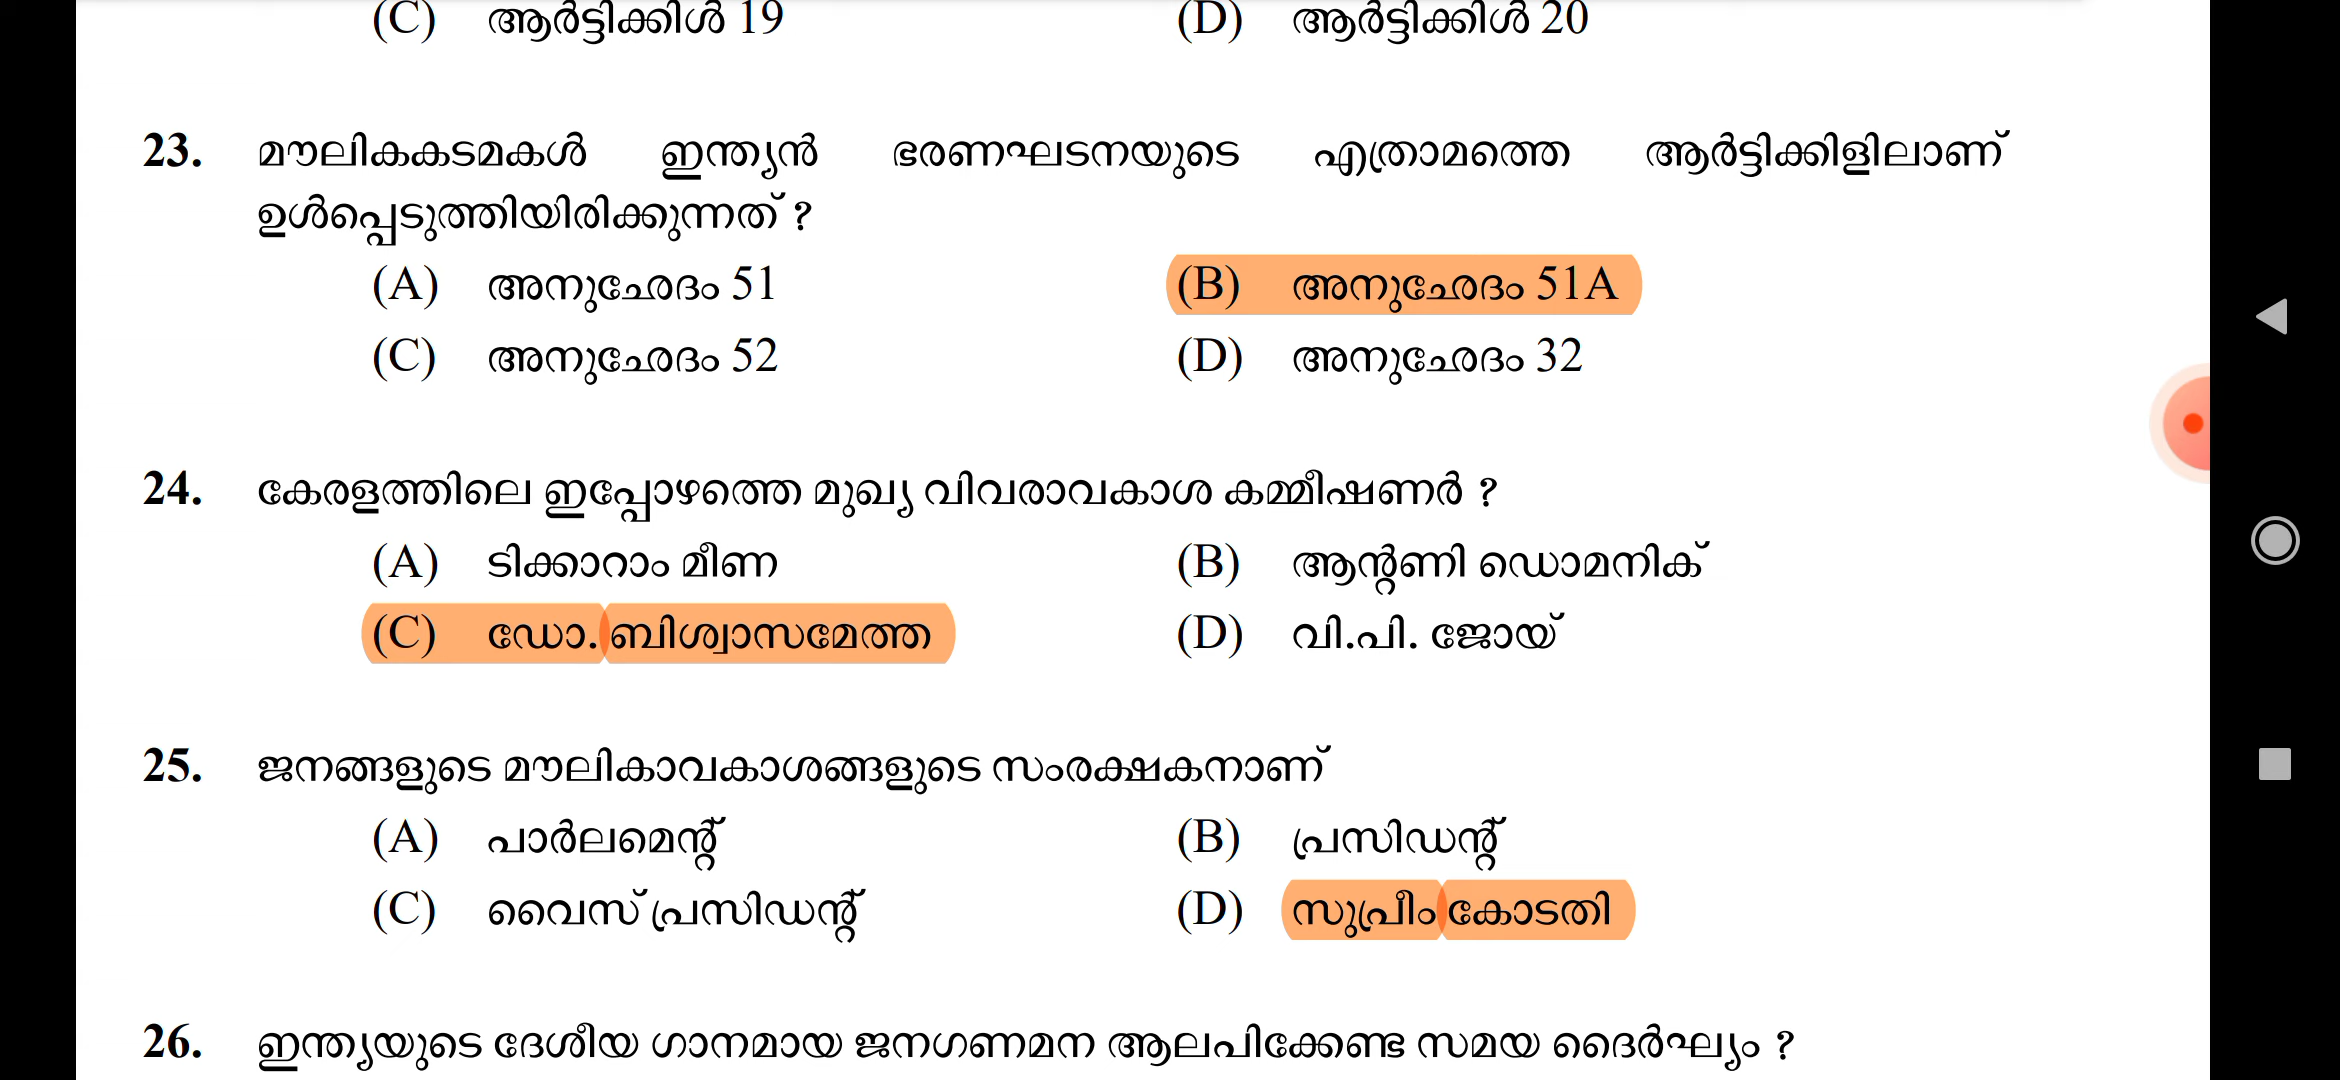 (C) ആർട്ടിക്കിൾ 19 (D) ആർട്ടിക്കിൾ 20
23. മൗലികകടമകൾ ഇന്ത്യൻ ഭരണഘടനയുടെ എത്രാമത്തെ ആർട്ടിക്കിളിലാണ്
ഉൾപ്പെടുത്തിയിരിക്കുന്നത് ?
(A) അനുഛേദം 51 (B) അനുഛേദം 51A
(C) അനുഛേദം 52 (D) അനുഛേദം 32
24. കേരളത്തിലെ ഇപ്പോഴത്തെ മുഖ്യ വിവരാവകാശ കമ്മീഷണർ ?
(A) ടിക്കാറാം മീണ (B) ആന്റണി ഡൊമനിക്
(C) ഡോ. ബിശ്വാസമേത്ത (D) വി.പി. ജോയ്
25. ജനങ്ങളുടെ മൗലികാവകാശങ്ങളുടെ സംരക്ഷകനാണ്
(A) പാർലമെന്റ് (B) പ്രസിഡന്റ്
(C) വൈസ് പ്രസിഡന്റ് (D) സുപ്രീം കോടതി
26. ഇന്ത്യയുടെ ദേശീയ ഗാനമായ ജനഗണമന ആലപിക്കേണ്ട സമയ ദൈർഘ്യം ?